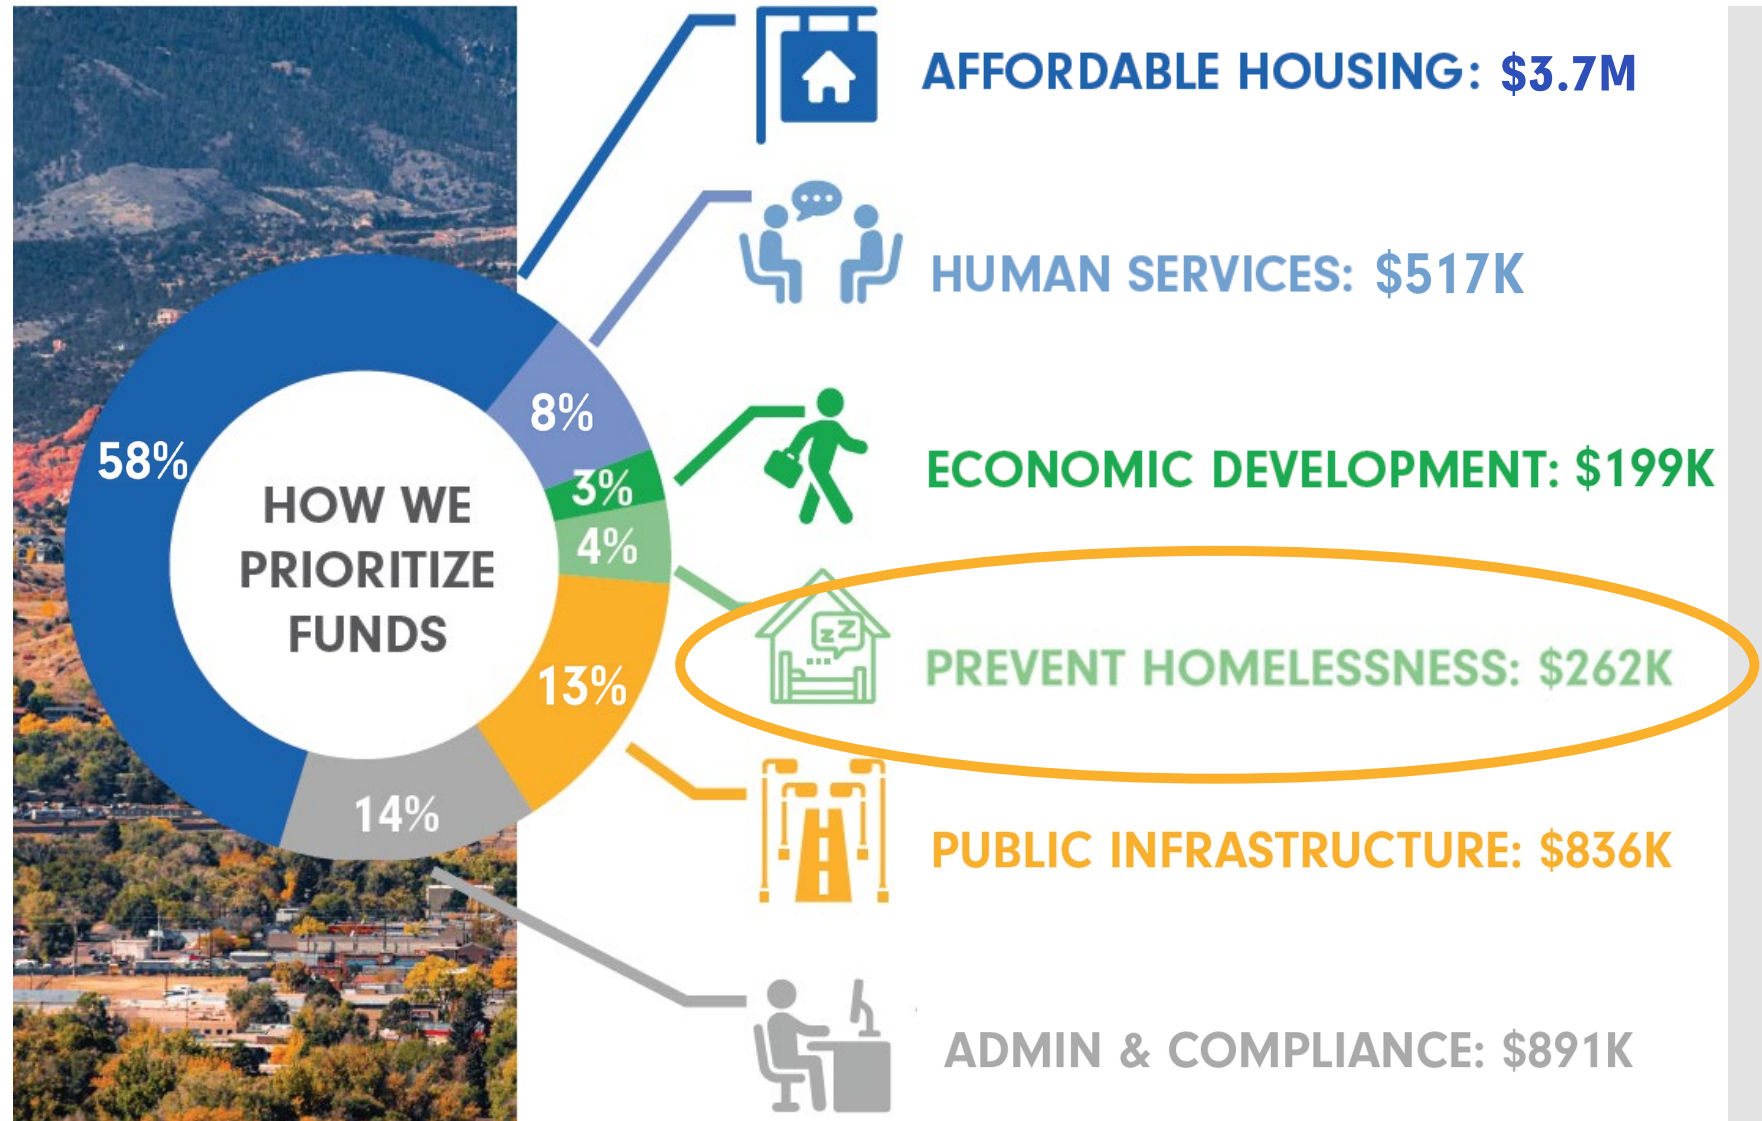 AFFORDABLE HOUSING: $3.7M
HUMAN SERVICES: $517K
8%
58%
3%
ECONOMIC DEVELOPMENT: $199K
HOW WE
PRIORITIZE
FUNDS
4%
zZ
PREVENT HOMELESSNESS: $262K
13%
14%
PUBLIC INFRASTRUCTURE: $836K
ADMIN & COMPLIANCE: $891K